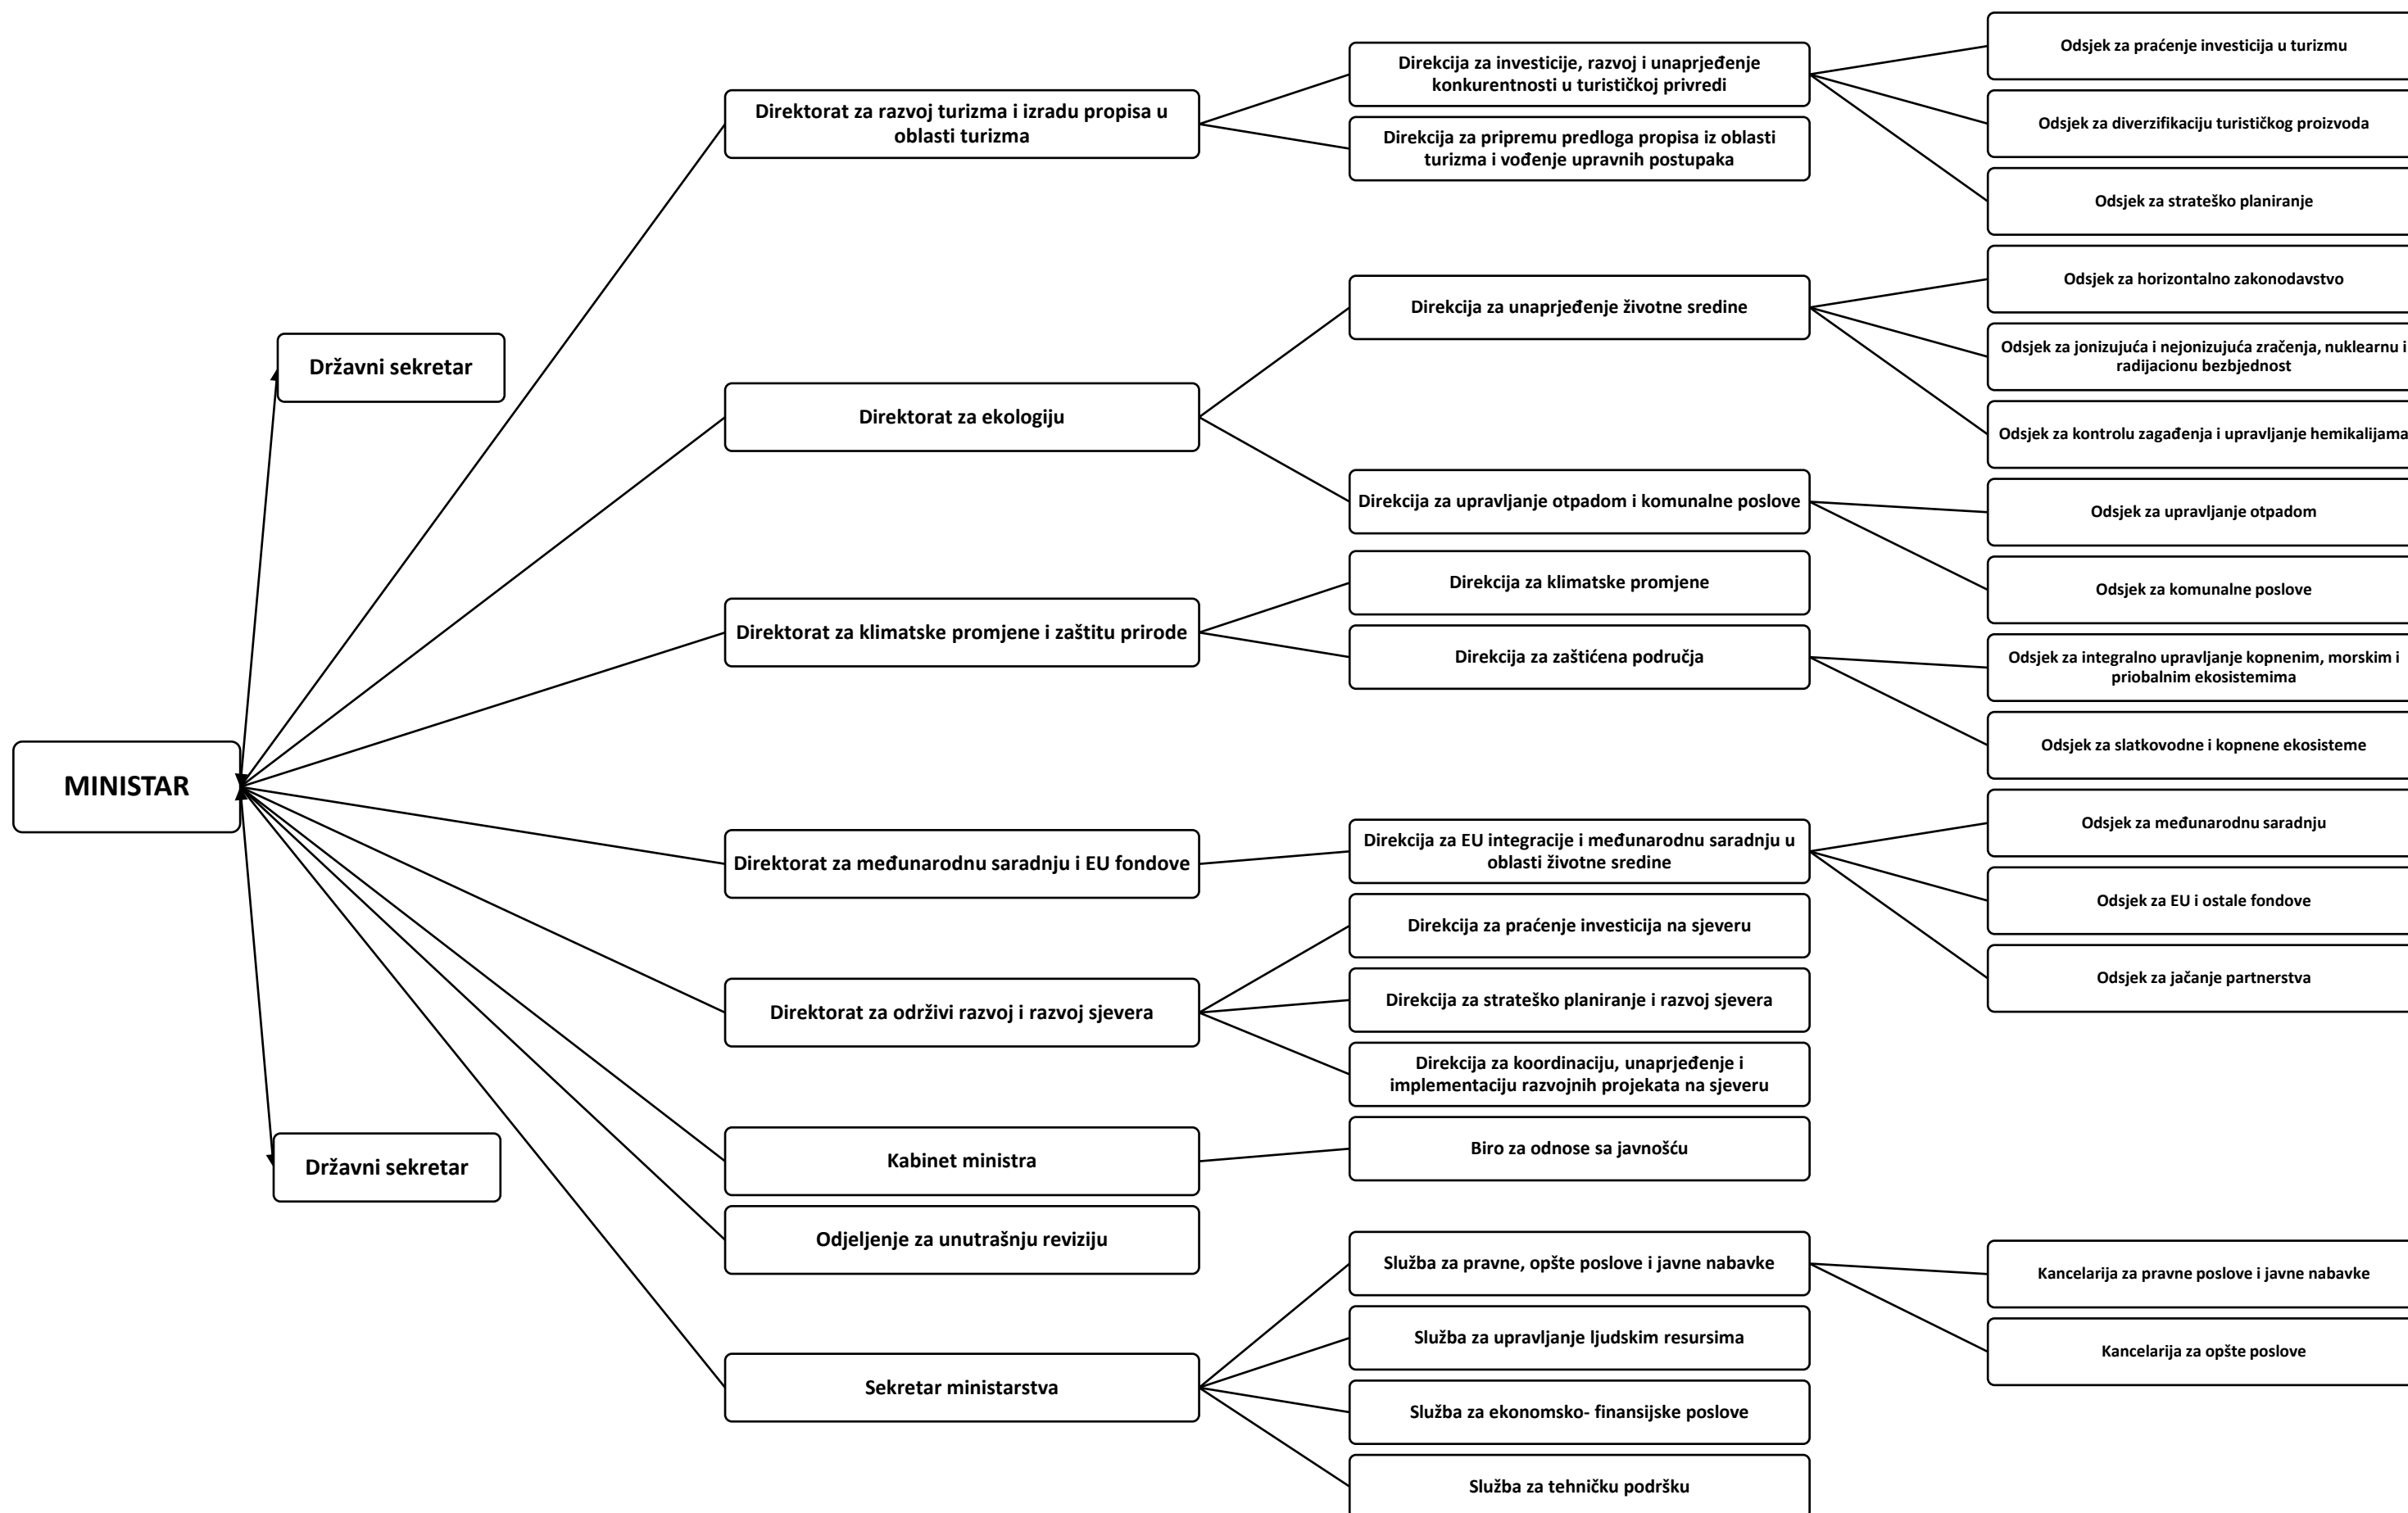 MINISTAR
Državni sekretar
Državni sekretar
Direktorat za razvoj turizma i izradu propisa u
oblasti turizma
Direkcija za investicije, razvoj i unaprjeđenje
konkurentnosti u turističkoj privredi
Odsjek za praćenje investicija u turizmu
Odsjek za diverzifikaciju turističkog proizvoda
Odsjek za strateško planiranje
Direkcija za pripremu predloga propisa iz oblasti
turizma i vođenje upravnih postupaka
Direktorat za ekologiju
Direkcija za unaprjeđenje životne sredine
Odsjek za horizontalno zakonodavstvo
Odsjek za jonizujuća i nejonizujuća zračenja, nuklearnu i
radijacionu bezbjednost
Odsjek za kontrolu zagađenja i upravljanje hemikalijama
Direkcija za upravljanje otpadom i komunalne poslove
Odsjek za upravljanje otpadom
Odsjek za komunalne poslove
Direktorat za klimatske promjene i zaštitu prirode
Direkcija za klimatske promjene
Direkcija za zaštićena područja
Odsjek za integralno upravljanje kopnenim, morskim i
priobalnim ekosistemima
Odsjek za slatkovodne i kopnene ekosisteme
Direktorat za međunarodnu saradnju i EU fondove
Direkcija za EU integracije i međunarodnu saradnju u
oblasti životne sredine
Odsjek za međunarodnu saradnju
Odsjek za EU i ostale fondove
Odsjek za jačanje partnerstva
Direktorat za održivi razvoj i razvoj sjevera
Direkcija za praćenje investicija na sjeveru
Direkcija za strateško planiranje i razvoj sjevera
Direkcija za koordinaciju, unaprjeđenje i
implementaciju razvojnih projekata na sjeveru
Kabinet ministra
Biro za odnose sa javnošću
Odjeljenje za unutrašnju reviziju
Sekretar ministarstva
Služba za pravne, opšte poslove i javne nabavke
Kancelarija za pravne poslove i javne nabavke
Kancelarija za opšte poslove
Služba za upravljanje ljudskim resursima
Služba za ekonomsko- finansijske poslove
Služba za tehničku podršku